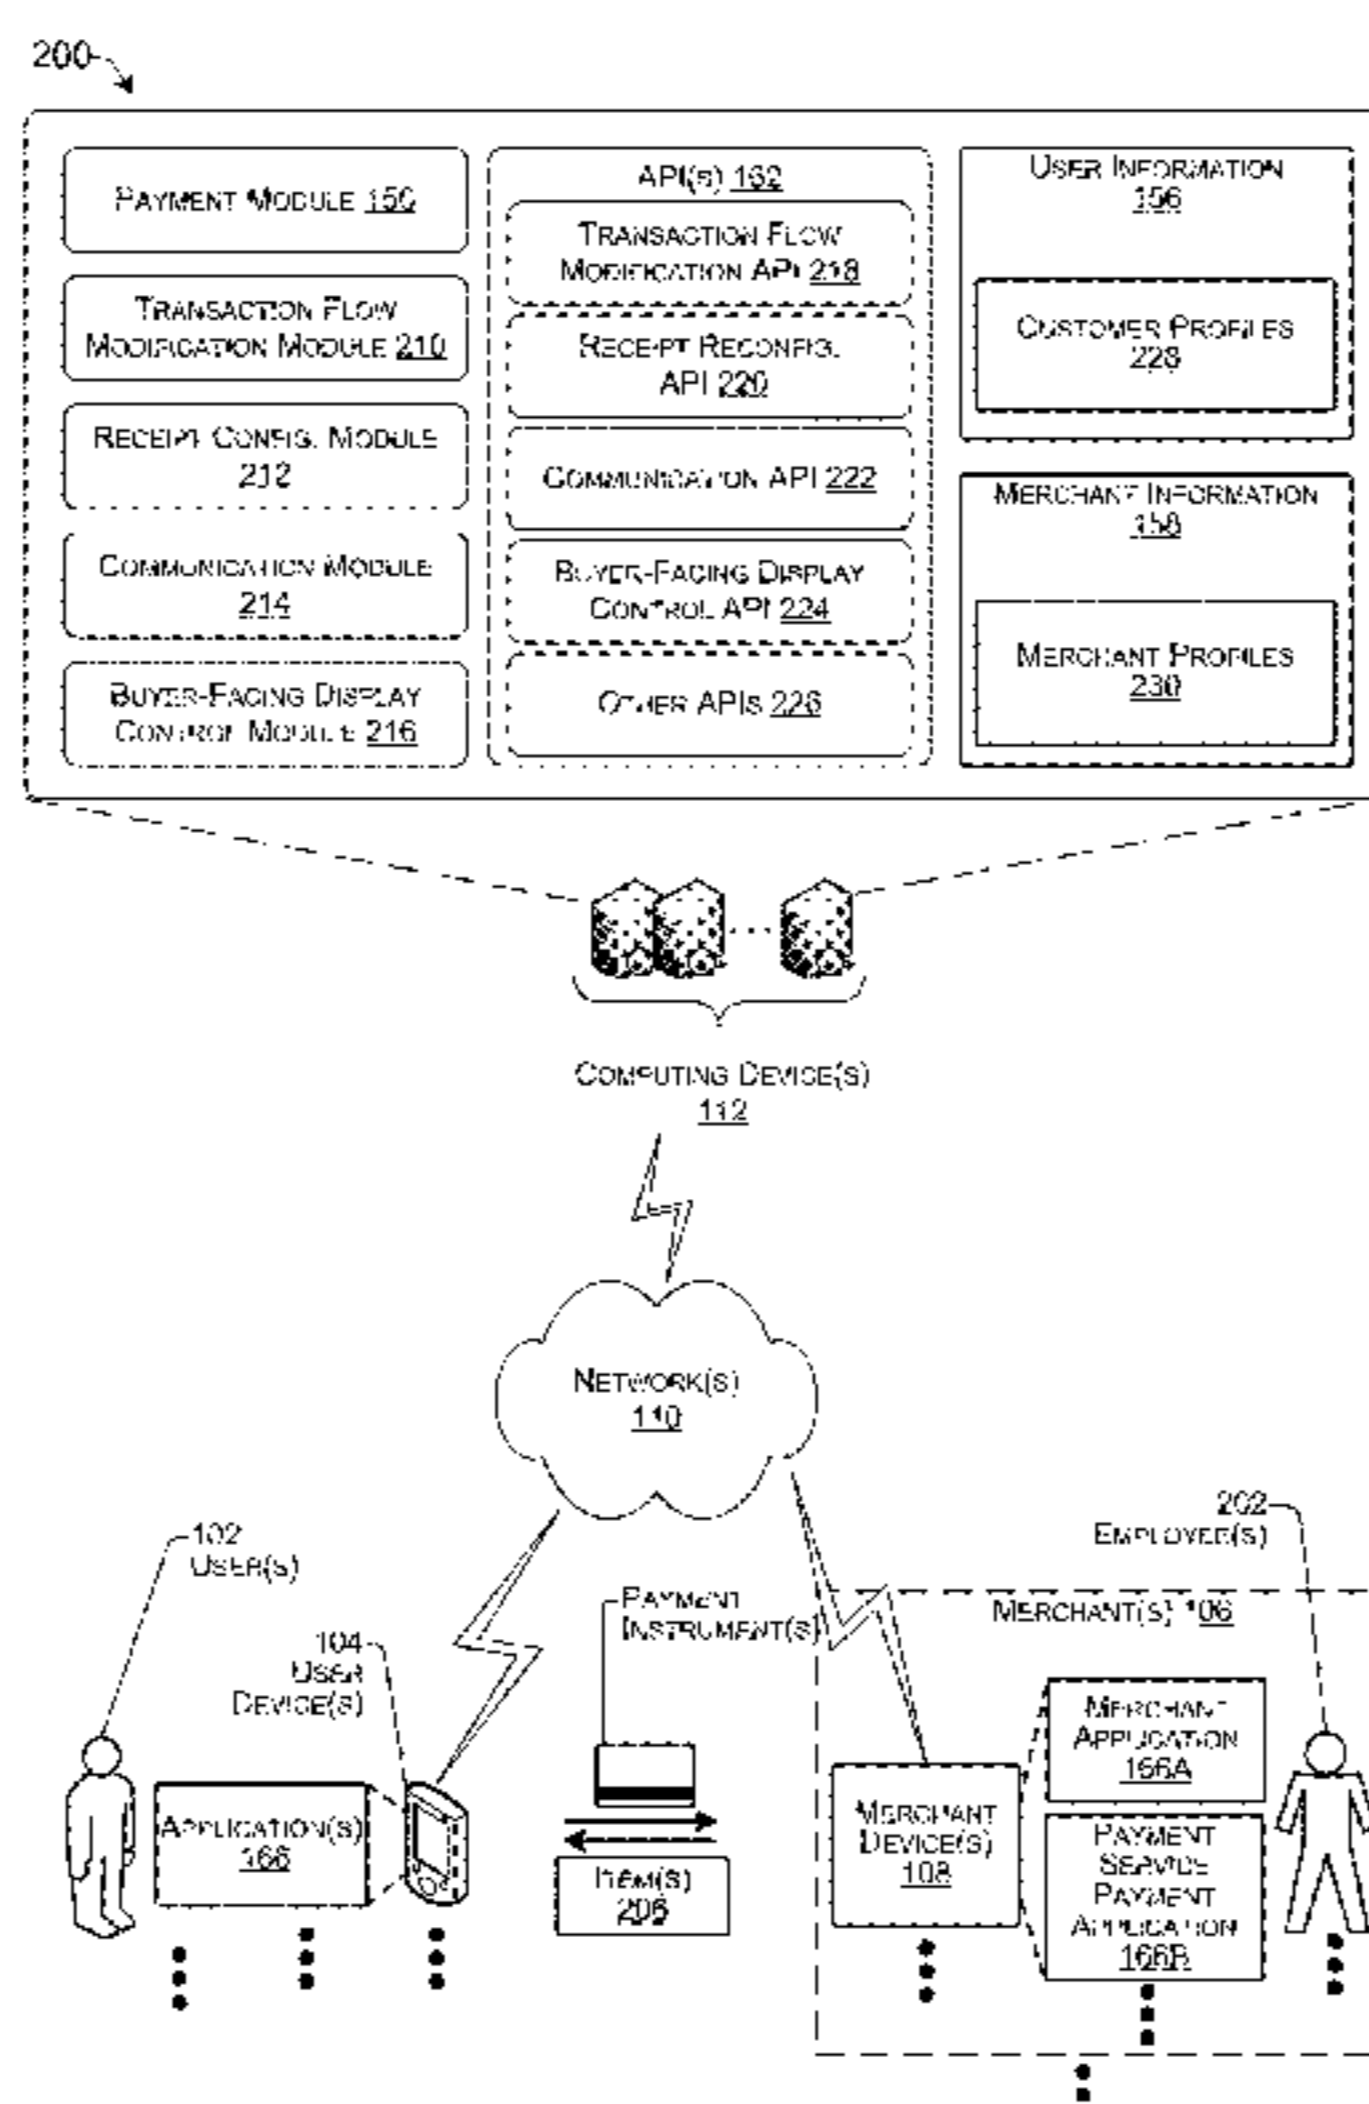 200
PAYMENT MODULE 150
TRANSACTION FLOW
MODIFICATION MODULE 210
RECEIPT CONFIG. MODULE
212
COMMUNICATION MODULE
214
BUYER-FACING DISPLAY
CONTROL MODULE 216
API(S) 162
TRANSACTION FLOW
MODIFICATION API 218
RECEIPT RECONFIG.
API 220
COMMUNICATION API 222
BUYER-FACING DISPLAY
CONTROL API 224
OTHER APIS 226
USER INFORMATION
156
CUSTOMER PROFILES
228
MERCHANT INFORMATION
158
MERCHANT PROFILES
230
COMPUTING DEVICE(S)
112
NETWORK(S)
110
102
USER(S)
104
USER
DEVICE(S)
APPLICATION(S)
166
PAYMENT
INSTRUMENT(S)
ITEM(S)
206
202
EMPLOYEE(S)
MERCHANT(S) 106
MERCHANT
DEVICE(S)
108
MERCHANT
APPLICATION
166A
PAYMENT
SERVICE
PAYMENT
APPLICATION
166B